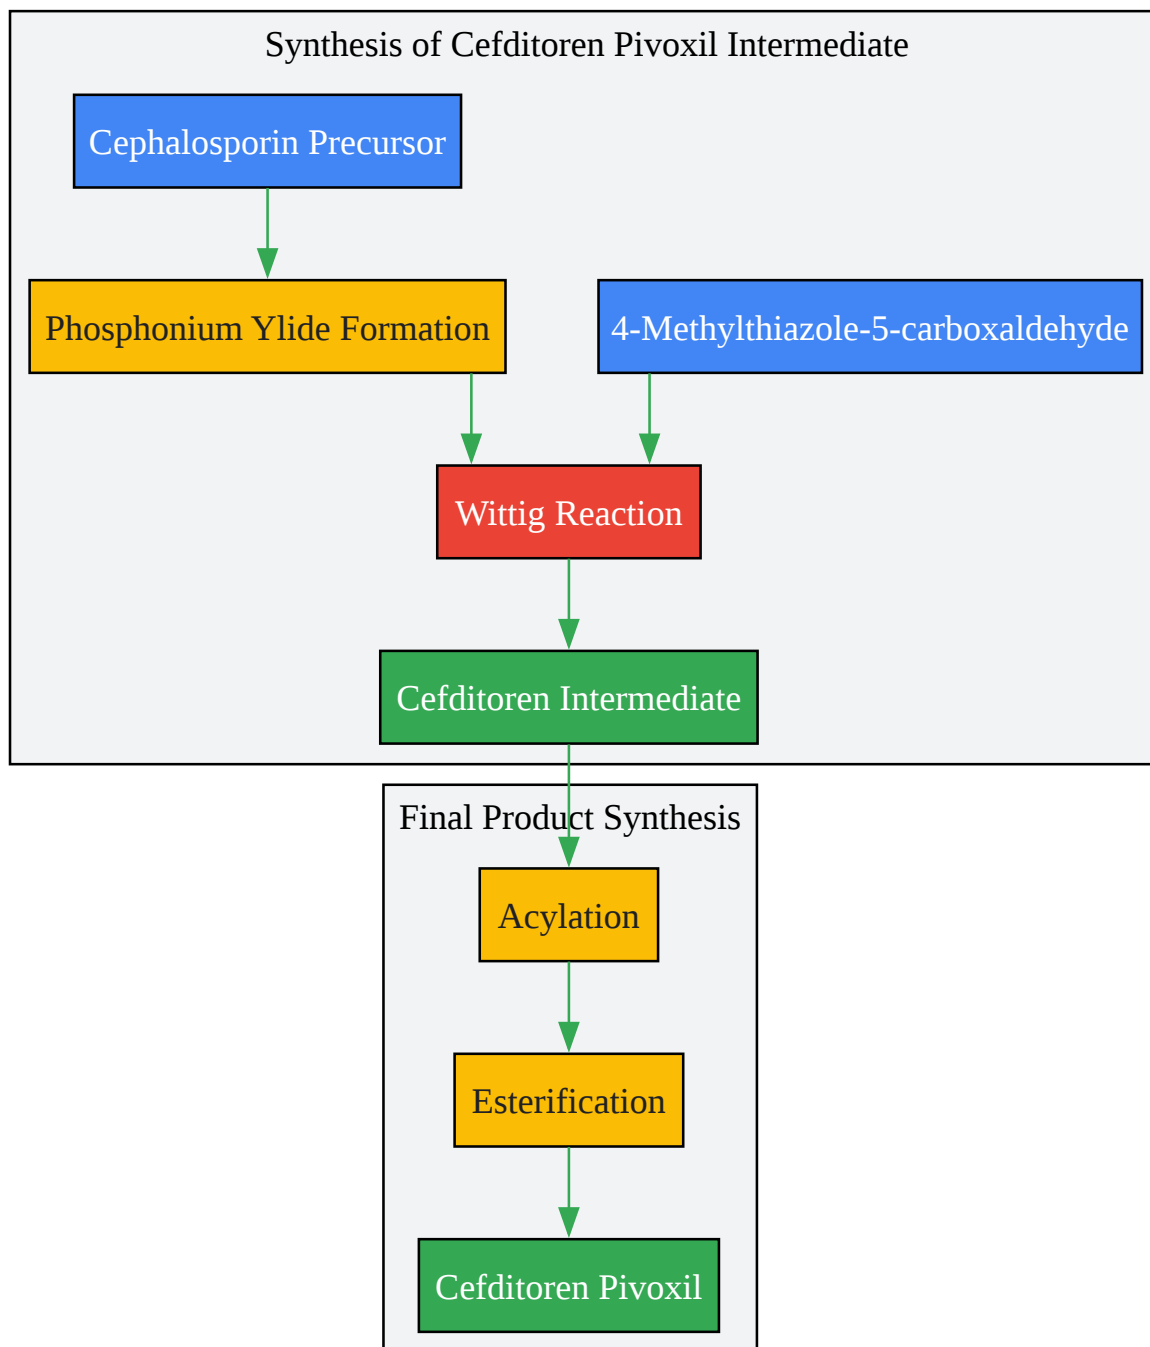 Synthesis of Cefditoren Pivoxil Intermediate
Cephalosporin Precursor
Phosphonium Ylide Formation
4-Methylthiazole-5-carboxaldehyde
Wittig Reaction
Cefditoren Intermediate
Final Product Synthesis
Acylation
Esterification
Cefditoren Pivoxil